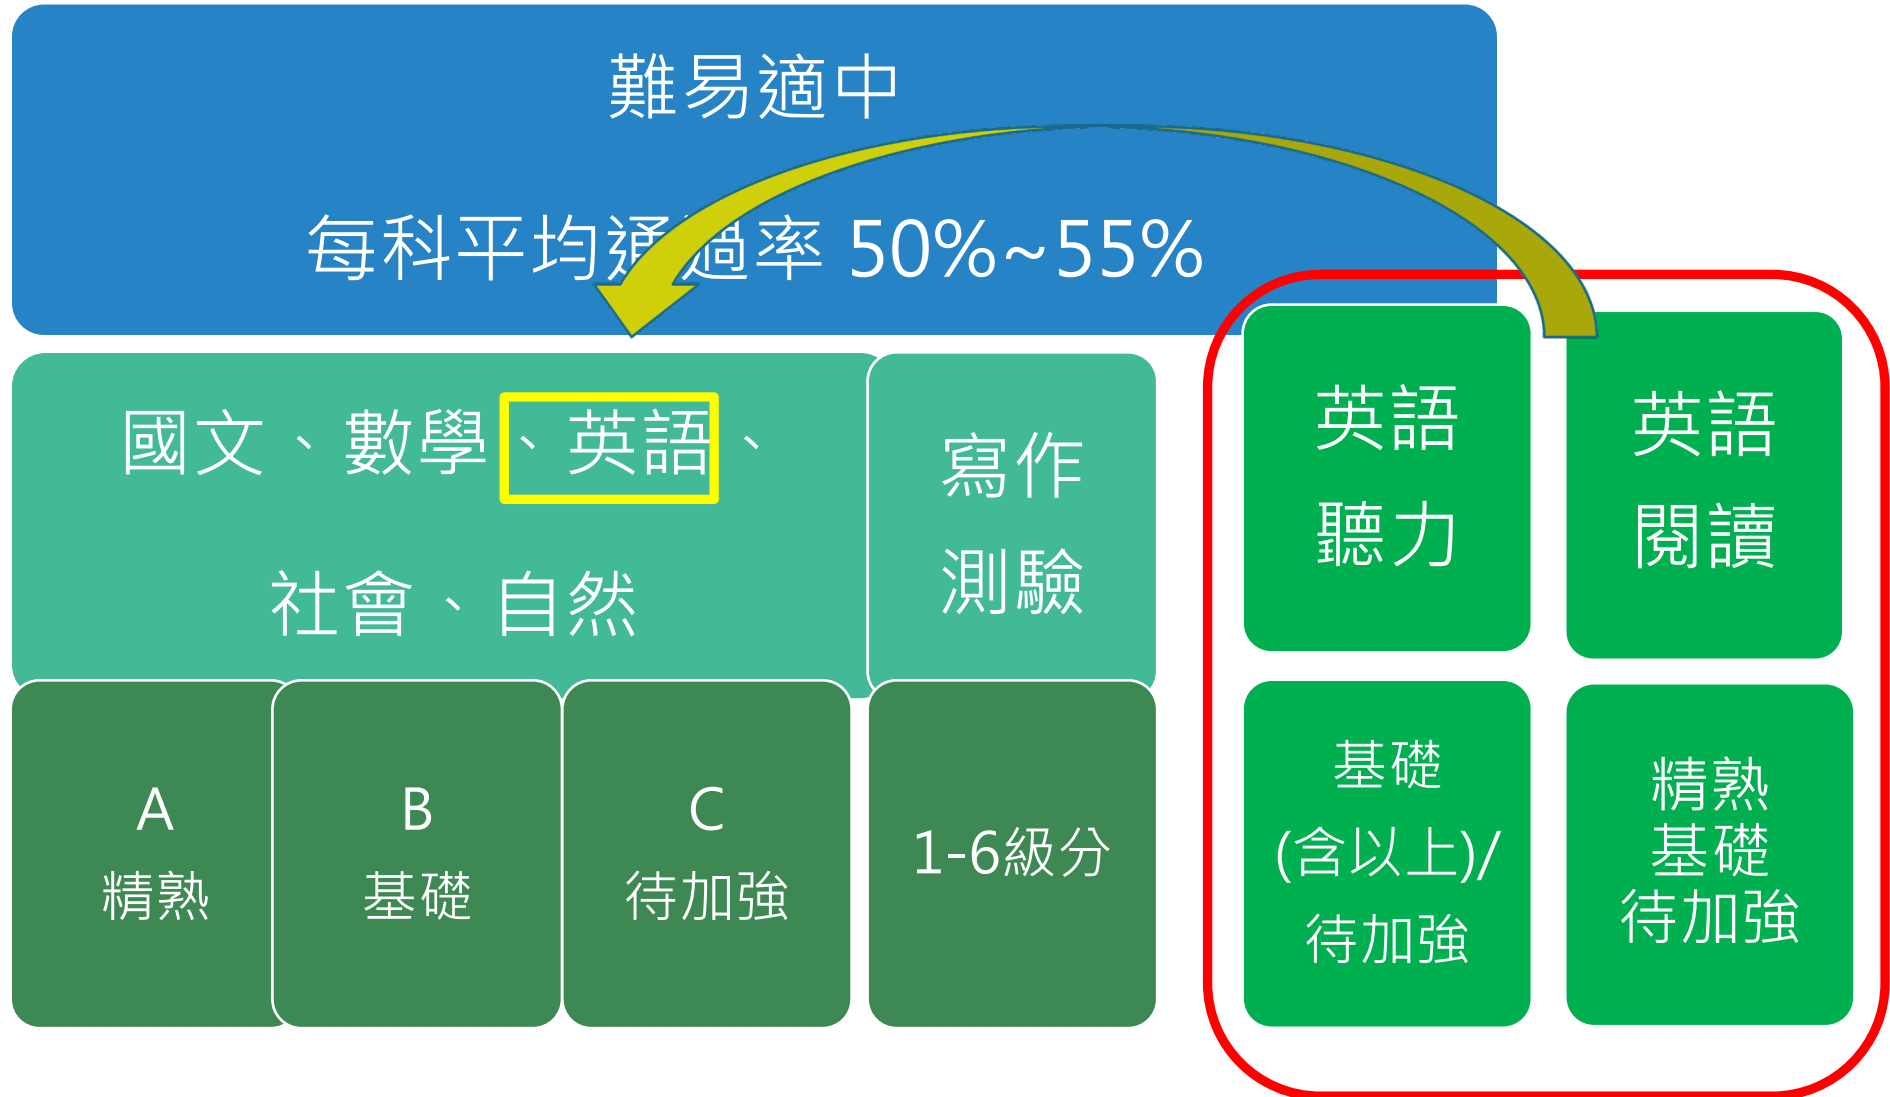 難易適中
每科平均通過率 50%~55%
國文、數學、英語、
社會、自然
寫作
測驗
英語
聽力
英語
閱讀
A
精熟
B
基礎
C
待加強
1-6級分
基礎
(含以上)/
待加強
精熟
基礎
待加強